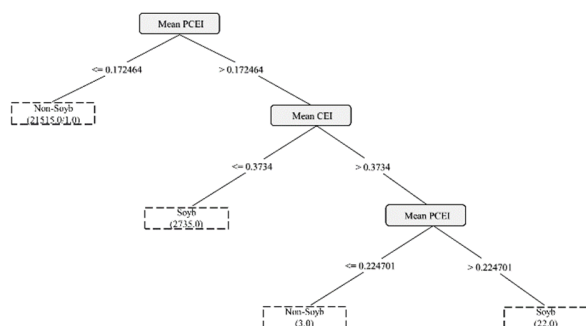 Mean PCEI
<= 0.172464
> 0.172464
Non-Soyb
(21515.0/1.0)
Mean CEI
<= 0.3734
> 0.3734
Soyb
(2735.0)
Mean PCEI
<= 0.224701
> 0.224701
Non-Soyb
(3.0)
Soyb
(22.0)